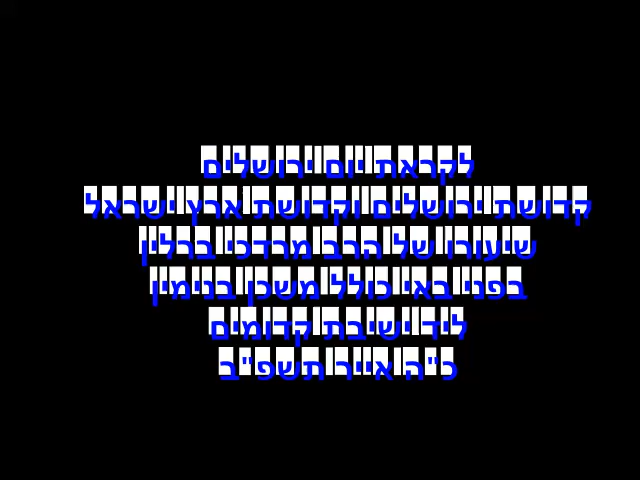 לקראת יום ירושלים
קדושת ירושלים וקדושת ארץ ישראל
שיעורו של הרב מרדכי ברלין
בפני באי כולל משכן בנימין
ליד ישיבת קדומים
כ"ה אייר תשפ"ב